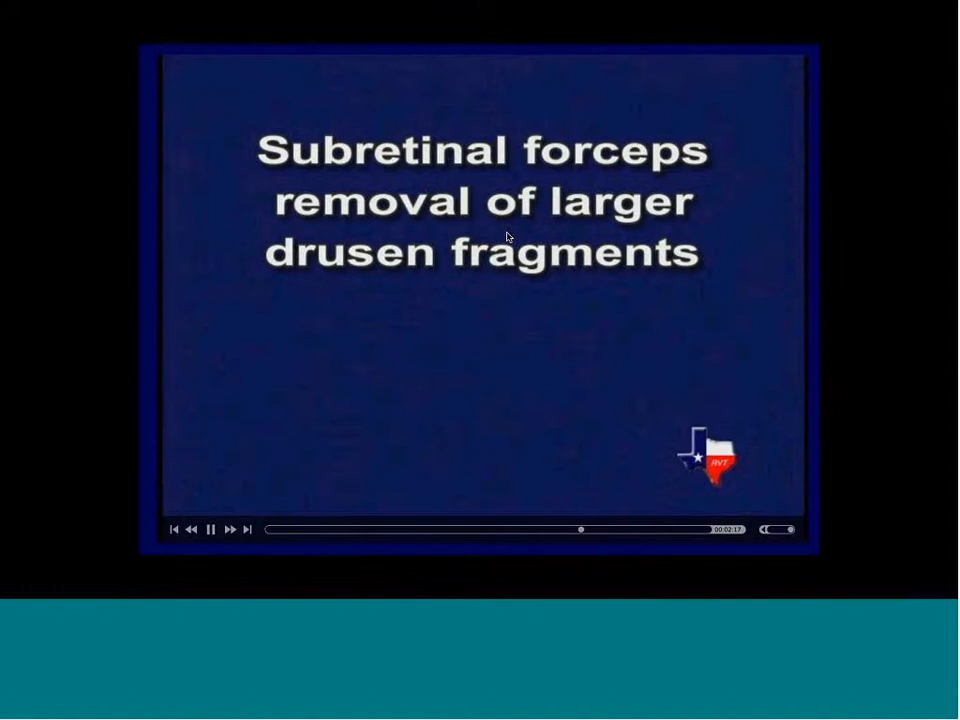 Subretinal forceps
removal of larger
drusen fragments
RVT
00:02:17